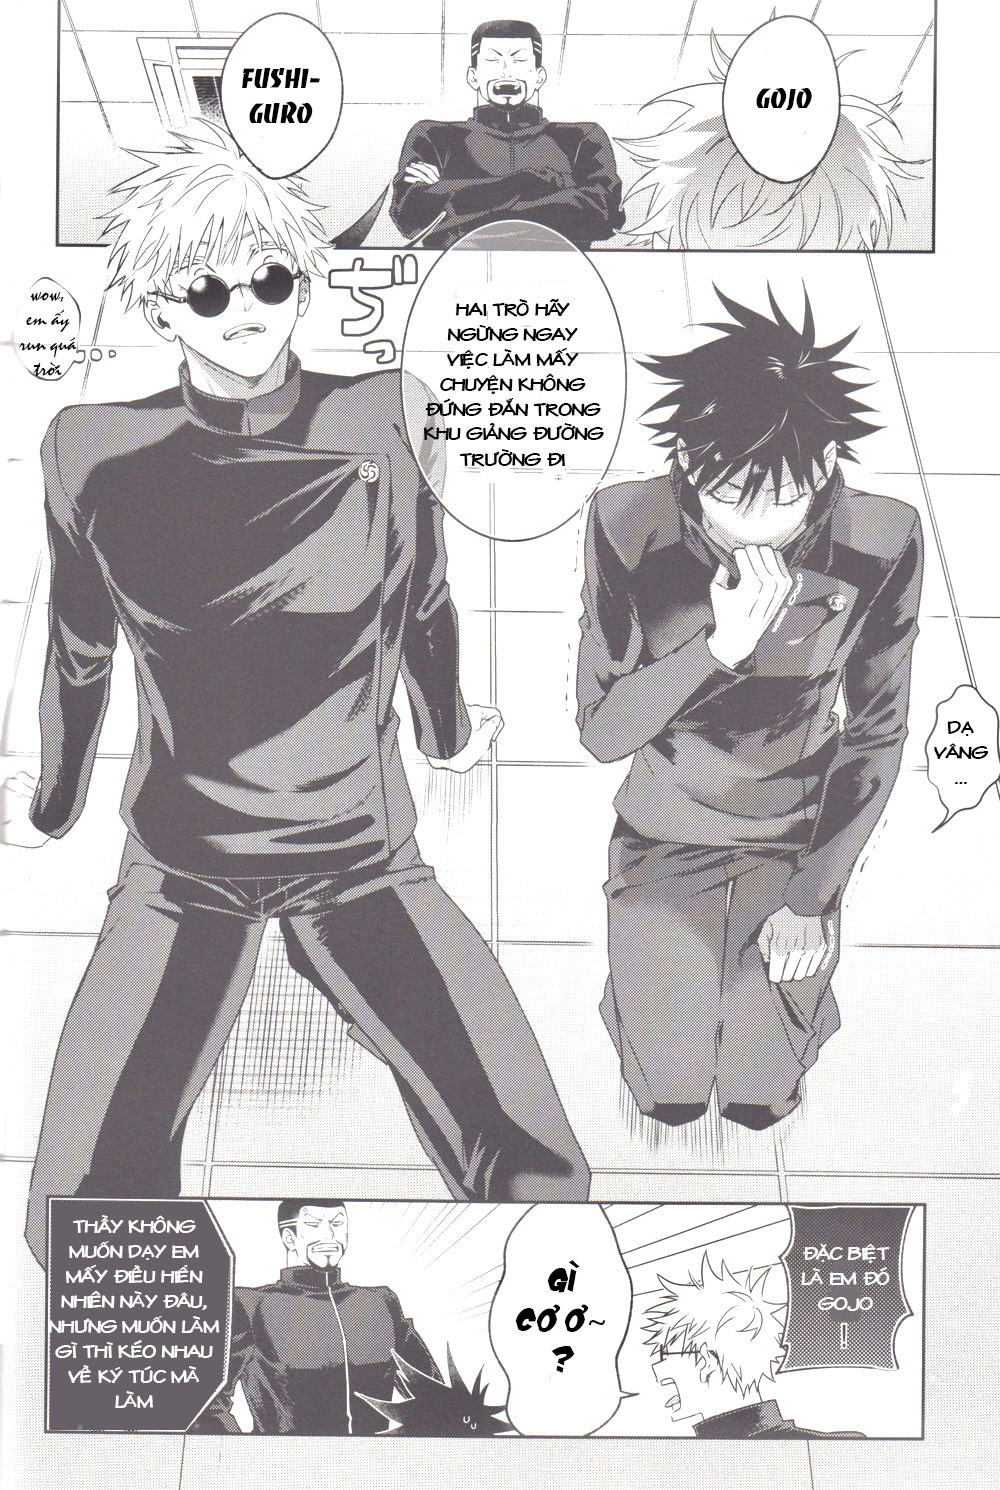 GOJO
FUSHI-
GURO
HAI TRÒ HÃY
NGỪNG NGAY
VIỆC LÀM MẤY
CHUYỆN KHÔNG
ĐỨNG ĐẮN TRONG
KHU GIẢNG ĐƯỜNG
TRƯỜNG ĐI
ビ
ちっ
wow,
em ấy
run quá
trời
DẠ
VÂNG
...
ĐẶC BIỆT
LÀ EM ĐÓ
GOJO
!
GÌ
CƠ Ơ~
?
THẦY KHÔNG
MUỐN DẠY EM
MẤY ĐIỀU HIỂN
NHIÊN NÀY ĐÂU,
NHƯNG MUỐN LÀM
GÌ THÌ KÉO NHAU
VỀ KÝ TÚC MÀ
LÀM